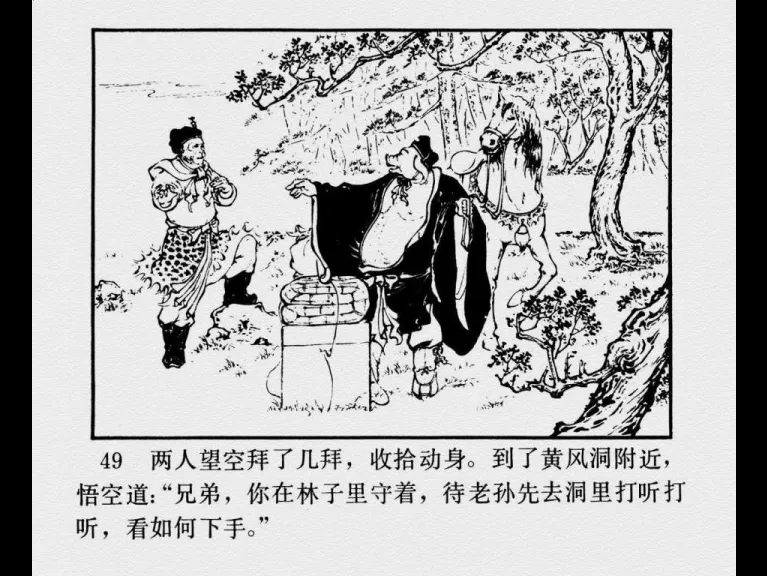 49 两人望空拜了几拜，收拾动身。到了黄风洞附近，
悟空道：“兄弟，你在林子里守着，待老孙先去洞里打听打
听，看如何下手。”